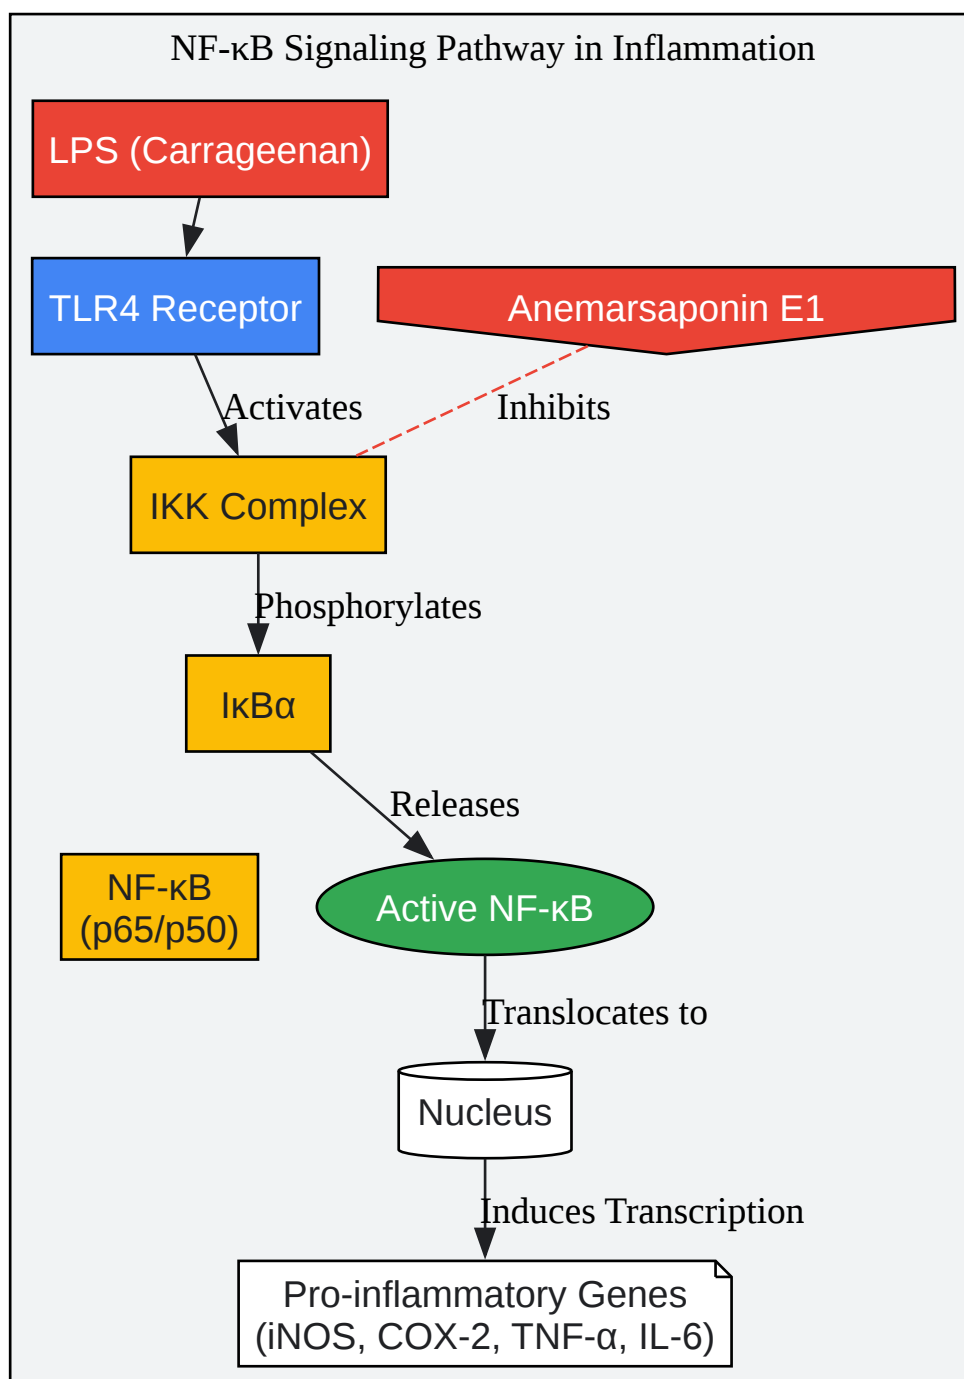 NF-κB Signaling Pathway in Inflammation
LPS (Carrageenan)
TLR4 Receptor
Anemarsaponin E1
Activates
Inhibits
IKK Complex
Phosphorylates
IκBα
Releases
NF-κB
(p65/p50)
Active NF-κB
Translocates to
Nucleus
Induces Transcription
Pro-inflammatory Genes
(iNOS, COX-2, TNF-α, IL-6)